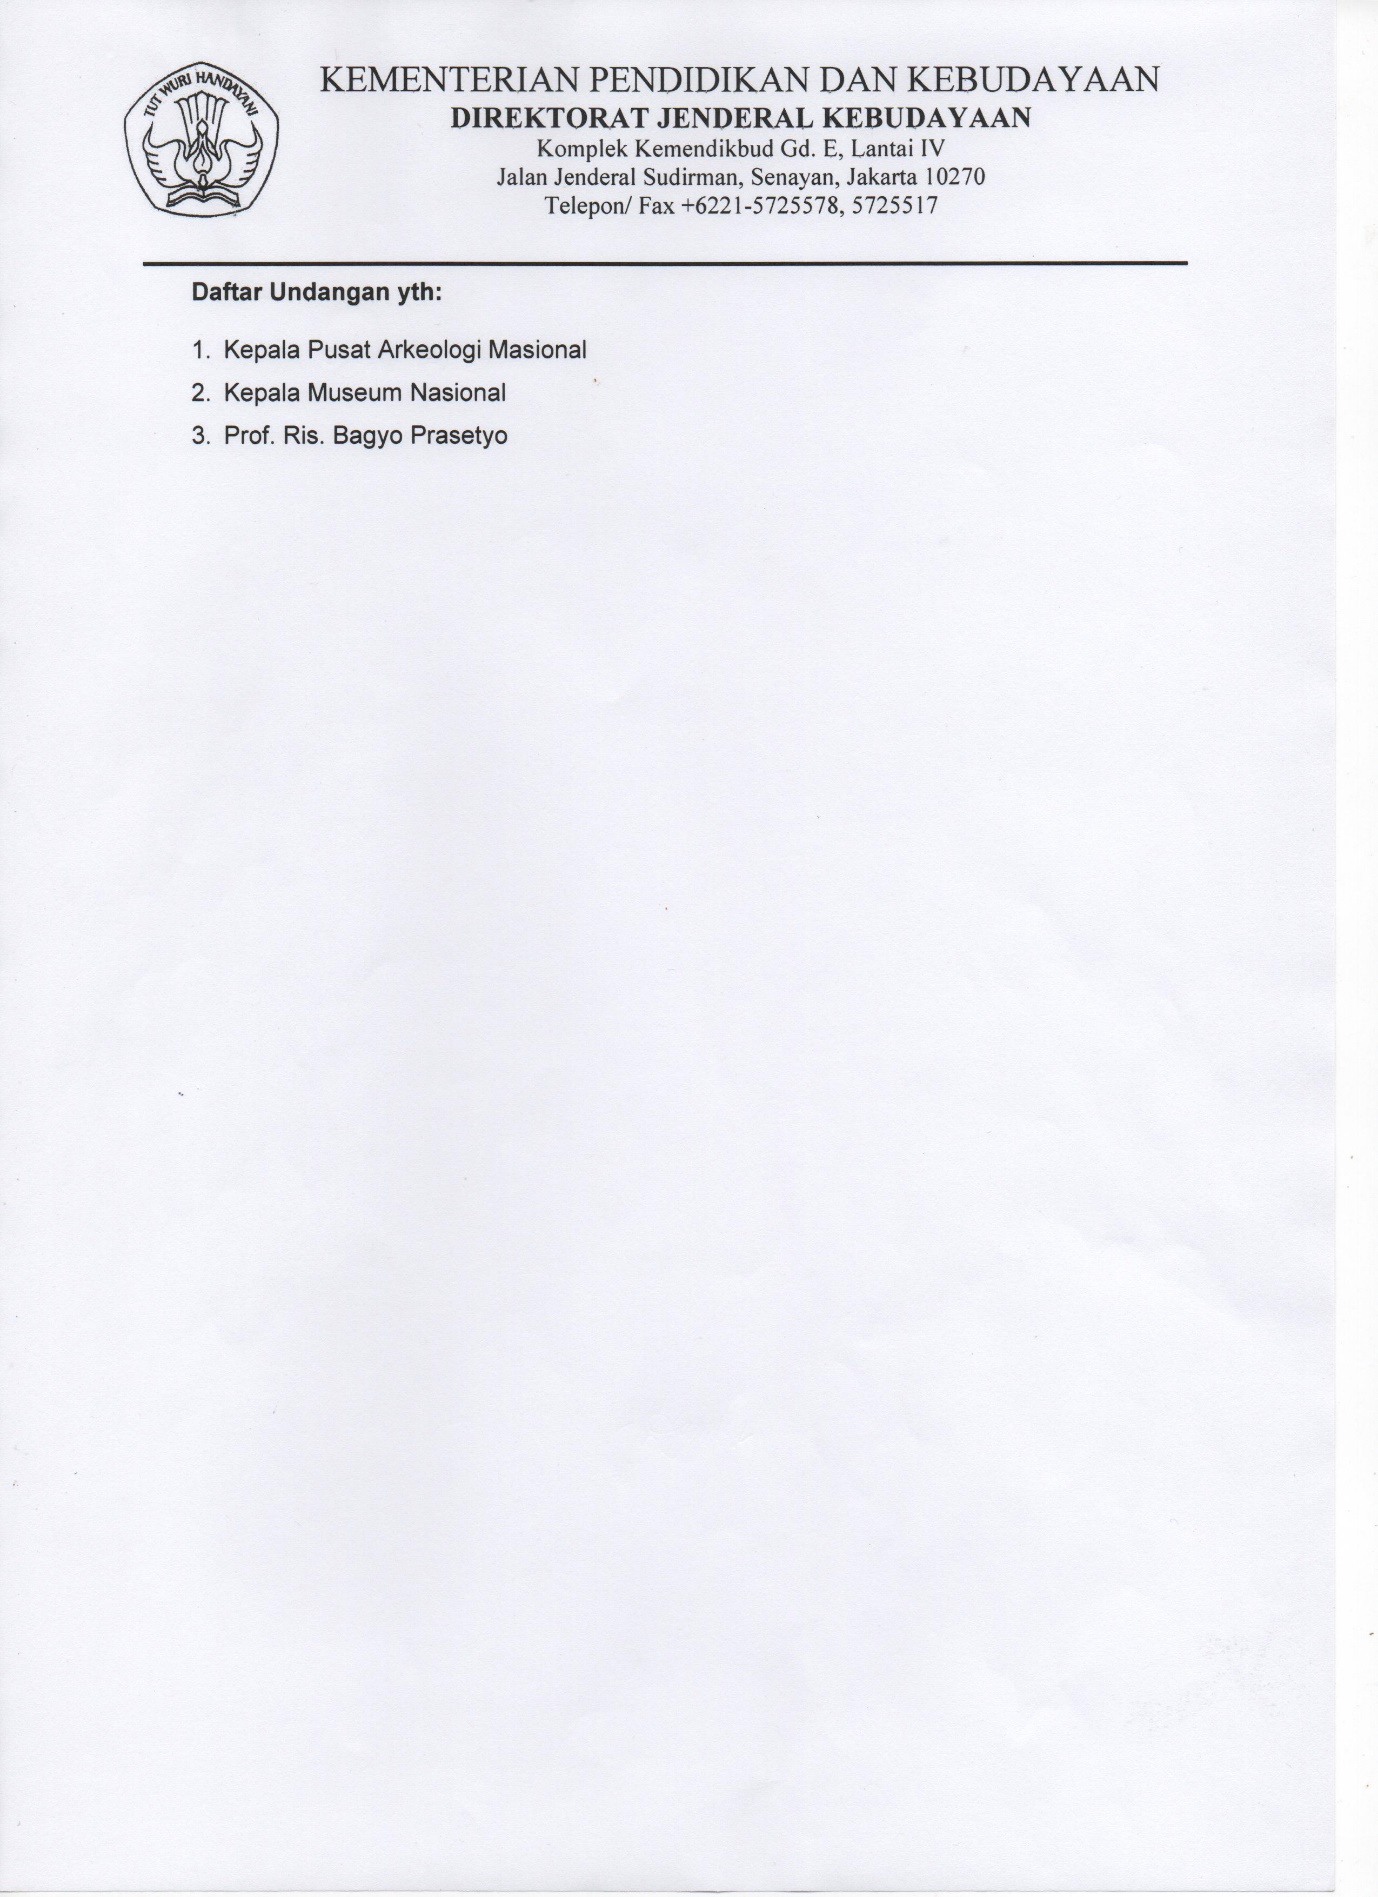 TUT WURI HANDAYANI
KEMENTERIAN PENDIDIKAN DAN KEBUDAYAAN
DIREKTORAT JENDERAL KEBUDAYAAN
Komplek Kemendikbud Gd. E, Lantai IV
Jalan Jenderal Sudirman, Senayan, Jakarta 10270
Telepon/ Fax +6221-5725578, 5725517
Daftar Undangan yth:
1. Kepala Pusat Arkeologi Masional
2. Kepala Museum Nasional
3. Prof. Ris. Bagyo Prasetyo